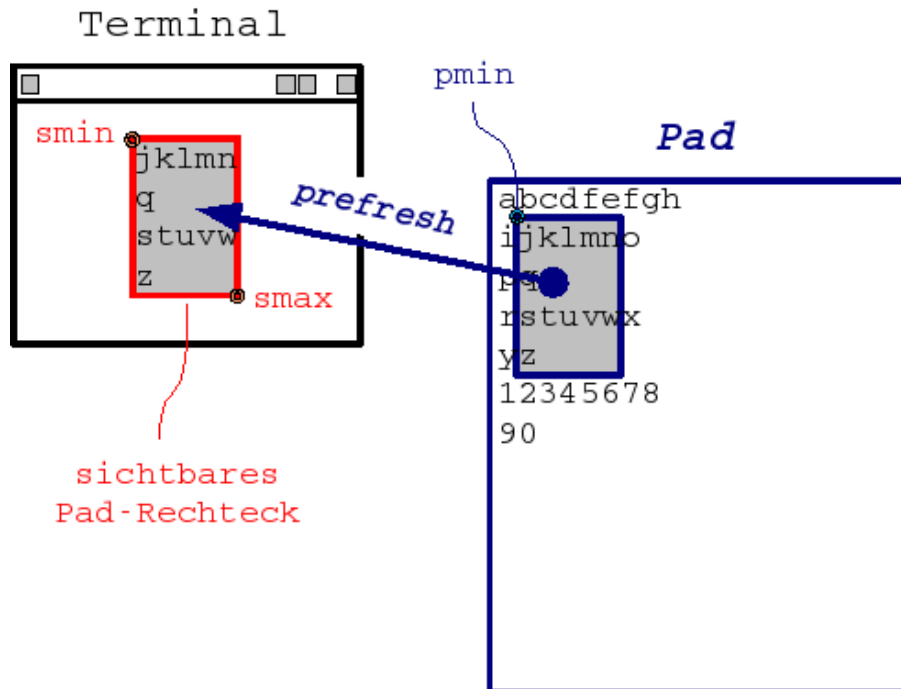 Terminal
smin
jklmn
q
stuvw
z
smax
sichtbares
Pad-Rechteck
prefresh
pmin
Pad
abcdfefgh
ijklmno
pq
rstuvwx
yz
12345678
90